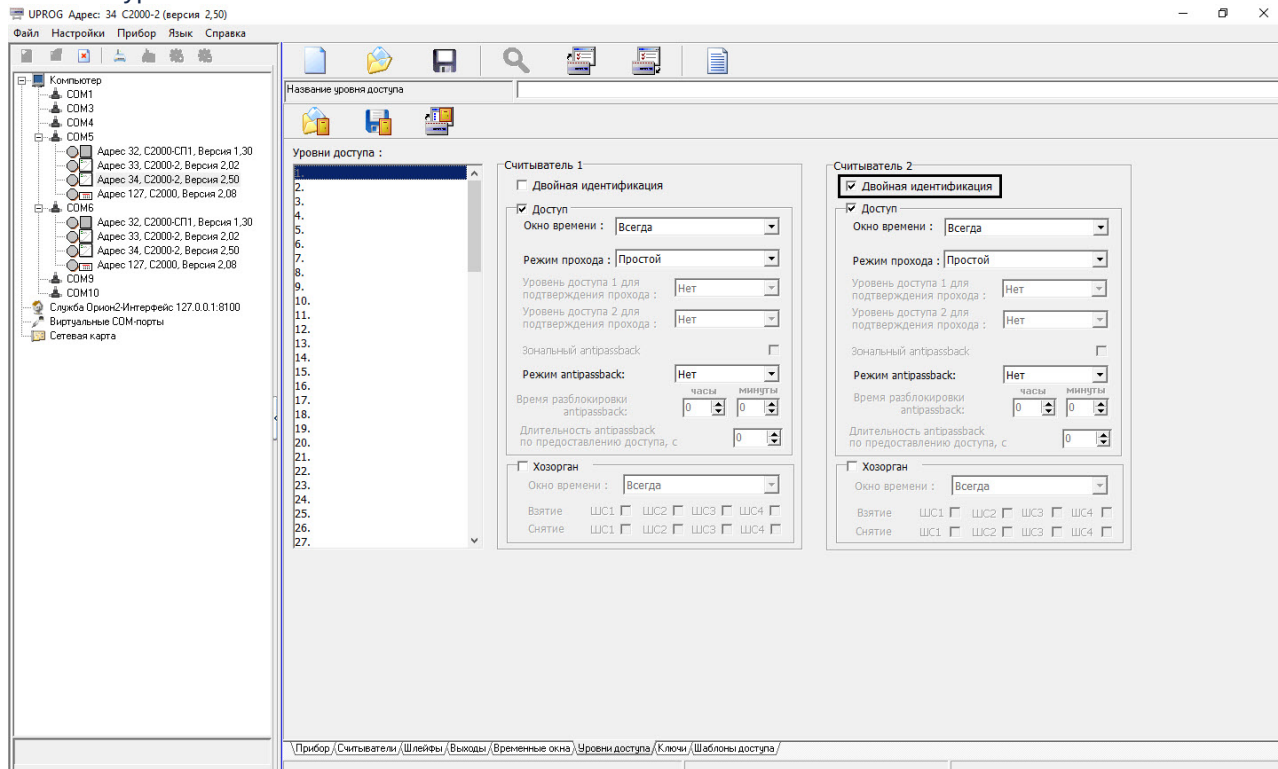 UPROG Адрес: 34 С2000-2 (версия 2,50)
Файл Настройки Прибор Язык Справка
Компьютер
COM1
COM3
COM4
COM5
Адрес 32, С2000-СП1, Версия 1,30
Адрес 33, С2000-2, Версия 2,02
Адрес 34, С2000-2, Версия 2,50
Адрес 127, С2000, Версия 2,08
COM6
Адрес 32, С2000-СП1, Версия 1,30
Адрес 33, С2000-2, Версия 2,02
Адрес 34, С2000-2, Версия 2,50
Адрес 127, С2000, Версия 2,08
COM9
COM10
Служба Орион2-Интерфейс 127.0.0.1:8100
Виртуальные COM-порты
Сетевая карта
Название уровня доступа
Уровни доступа :
1.
2.
3.
4.
5.
6.
7.
8.
9.
10.
11.
12.
13.
14.
15.
16.
17.
18.
19.
20.
21.
22.
23.
24.
25.
26.
27.
Считыватель 1
Двойная идентификация
Доступ
Окно времени : Всегда
Режим прохода : Простой
Уровень доступа 1 для подтверждения прохода : Нет
Уровень доступа 2 для подтверждения прохода : Нет
Зональный antipassback
Режим antipassback: Нет
часы минуты
Время разблокировки antipassback: 0 0
Длительность antipassback по предоставлению доступа, с 0
Хозорган
Окно времени : Всегда
Взятие ШС1 ШС2 ШС3 ШС4
Снятие ШС1 ШС2 ШС3 ШС4
Считыватель 2
Двойная идентификация
Доступ
Окно времени : Всегда
Режим прохода : Простой
Уровень доступа 1 для подтверждения прохода : Нет
Уровень доступа 2 для подтверждения прохода : Нет
Зональный antipassback
Режим antipassback: Нет
часы минуты
Время разблокировки antipassback: 0 0
Длительность antipassback по предоставлению доступа, с 0
Хозорган
Окно времени : Всегда
Взятие ШС1 ШС2 ШС3 ШС4
Снятие ШС1 ШС2 ШС3 ШС4
Прибор Считыватели Шлейфы Выходы Временные окна Уровни доступа Ключи Шаблоны доступа